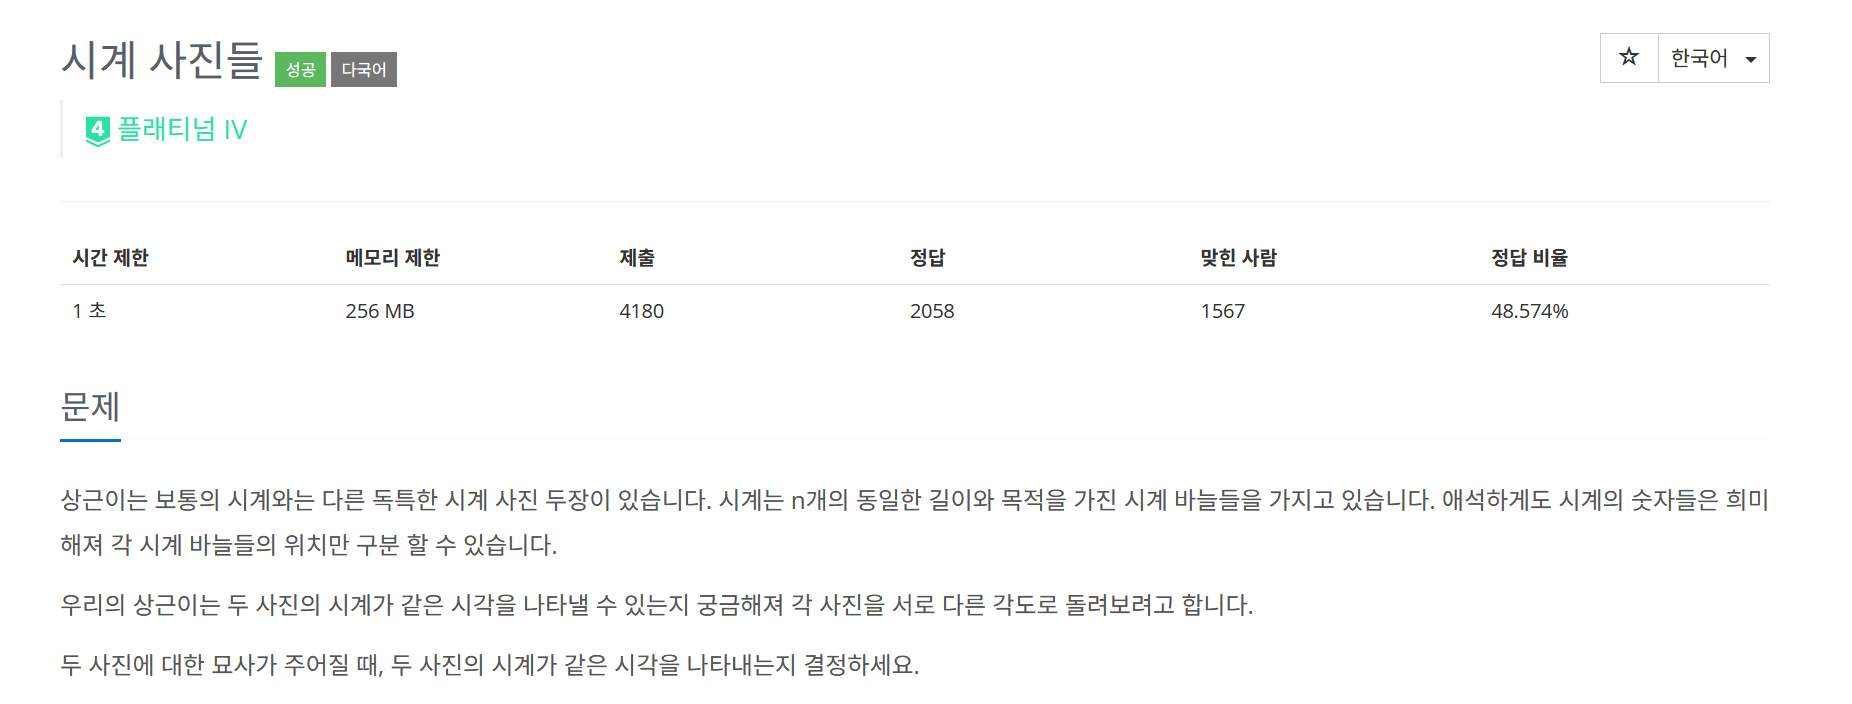 시계 사진들 성공 다국어
☆ 한국어
4 플래티넘 IV
시간 제한 메모리 제한 제출 정답 맞힌 사람 정답 비율
1 초 256 MB 4180 2058 1567 48.574%
문제
상근이는 보통의 시계와는 다른 독특한 시계 사진 두장이 있습니다. 시계는 n개의 동일한 길이와 목적을 가진 시계 바늘들을 가지고 있습니다. 애석하게도 시계의 숫자들은 희미
해져 각 시계 바늘들의 위치만 구분 할 수 있습니다.
우리의 상근이는 두 사진의 시계가 같은 시각을 나타낼 수 있는지 궁금해져 각 사진을 서로 다른 각도로 돌려보려고 합니다.
두 사진에 대한 묘사가 주어질 때, 두 사진의 시계가 같은 시각을 나타내는지 결정하세요.